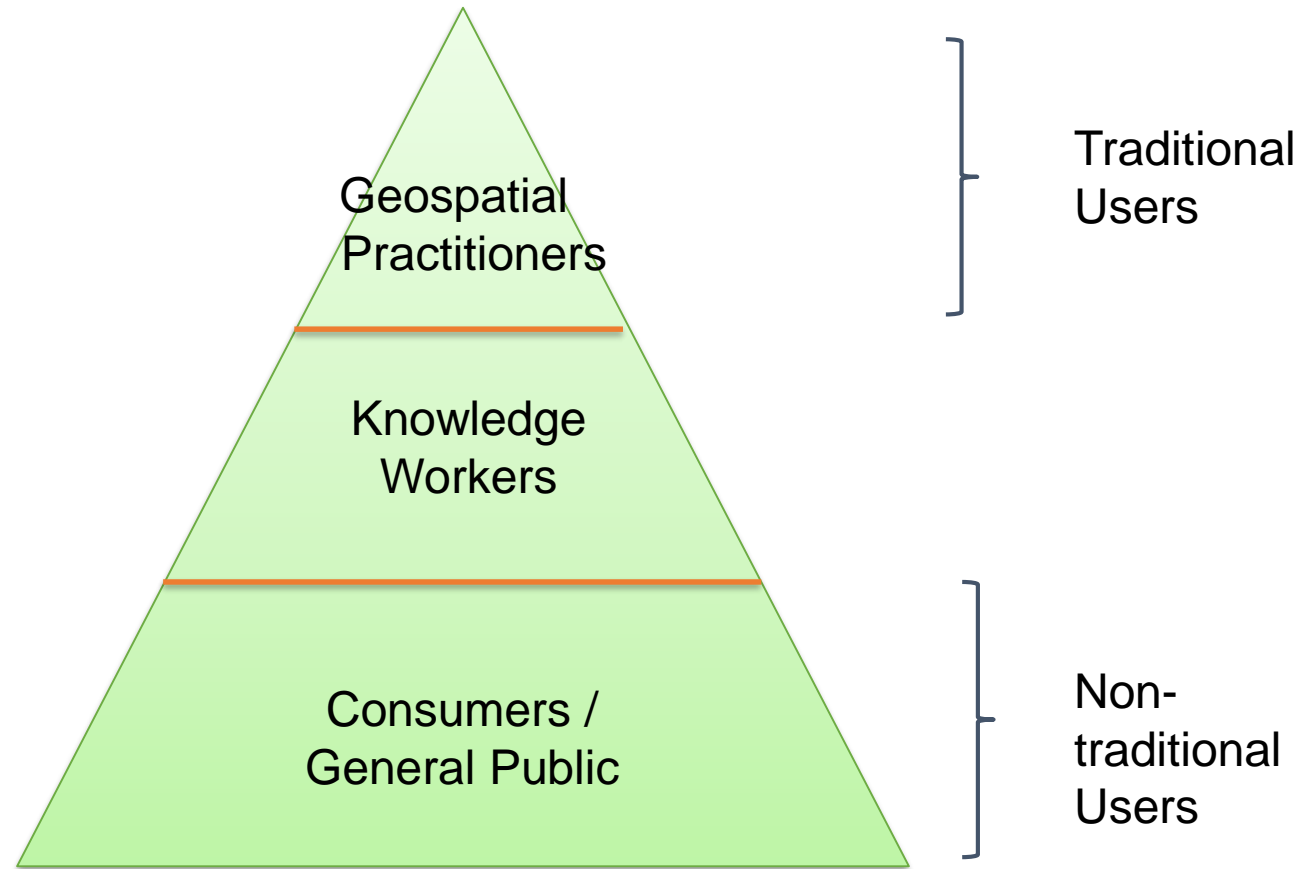 Geospatial
Practitioners
Traditional
Users
Knowledge
Workers
Consumers /
General Public
Non-
traditional
Users